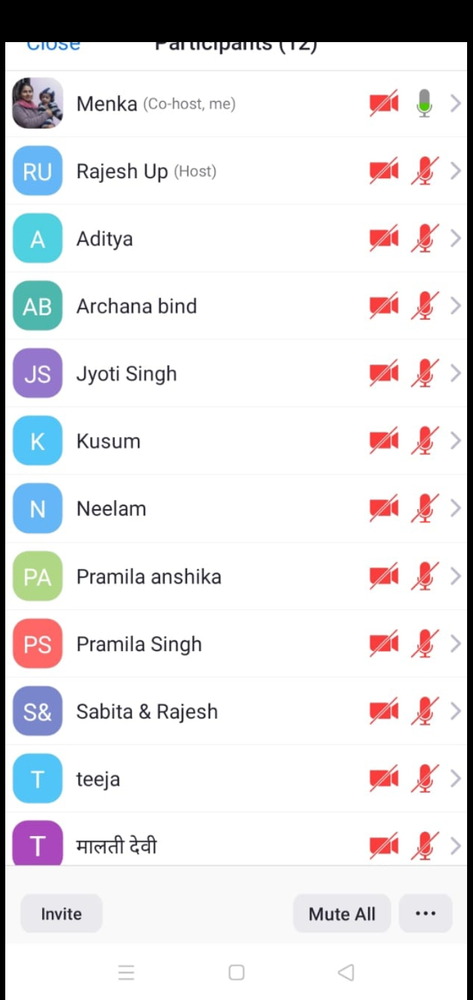 Close Participants (12)
Menka (Co-host, me)
RU Rajesh Up (Host)
A Aditya
AB Archana bind
JS Jyoti Singh
K Kusum
N Neelam
PA Pramila anshika
PS Pramila Singh
S& Sabita & Rajesh
T teeja
T मालती देवी
Invite Mute All ...